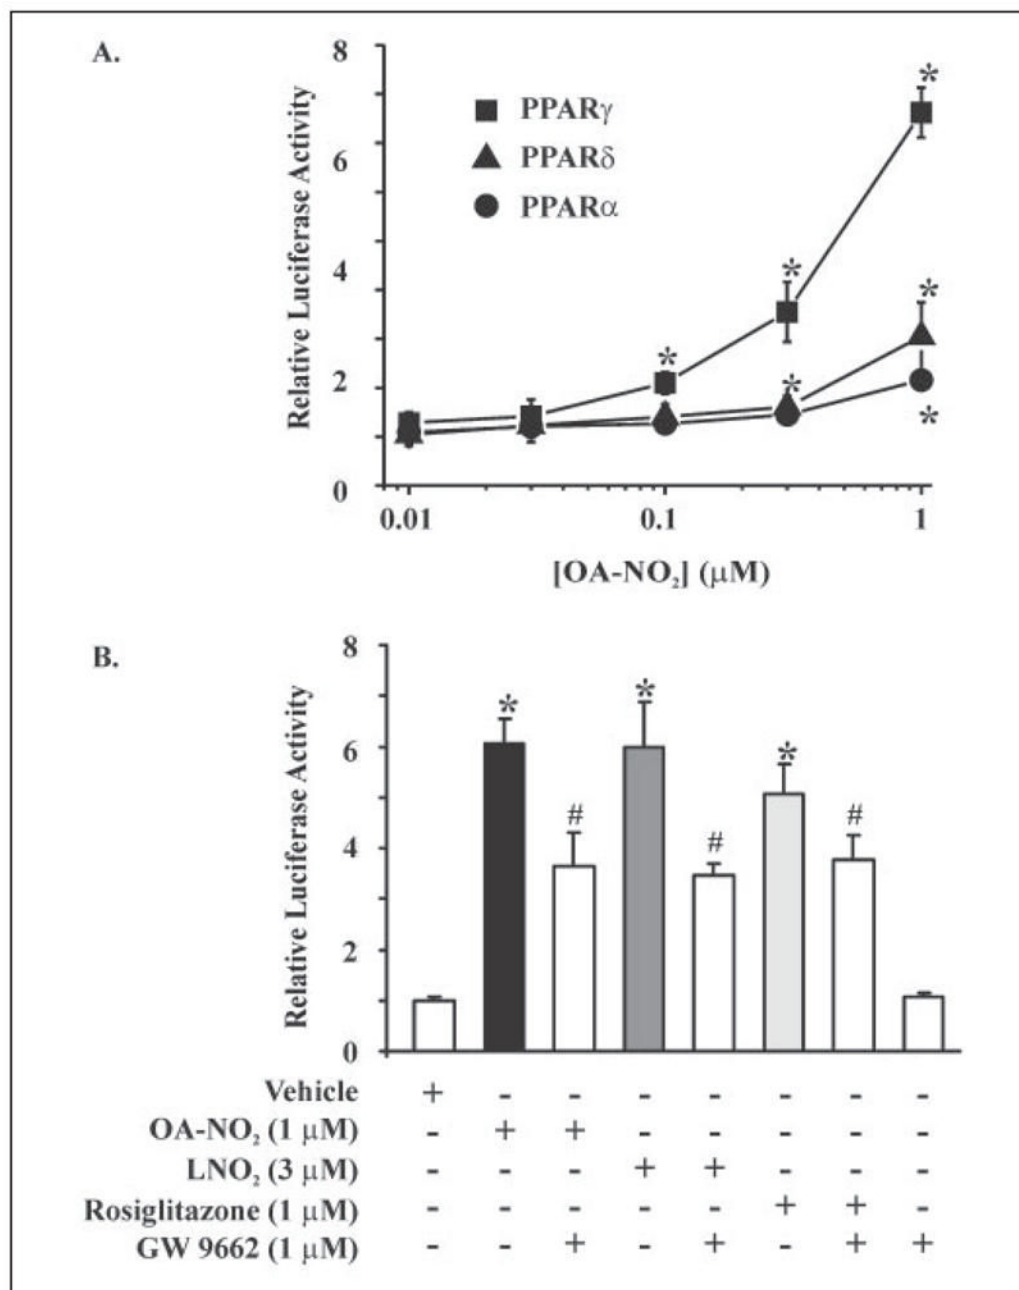 A.
Relative Luciferase Activity
8
6
4
2
0
PPARγ
PPARδ
PPARα
*
*
*
*
*
*
0.01
0.1
1
[OA-NO₂] (μM)
B.
Relative Luciferase Activity
8
6
4
2
0
*
#
*
#
*
#
Vehicle + - - - - - - -
OA-NO₂ (1 μM) - + + - - - - -
LNO₂ (3 μM) - - - + + - - -
Rosiglitazone (1 μM) - - - - - + + -
GW 9662 (1 μM) - - + - + - + +